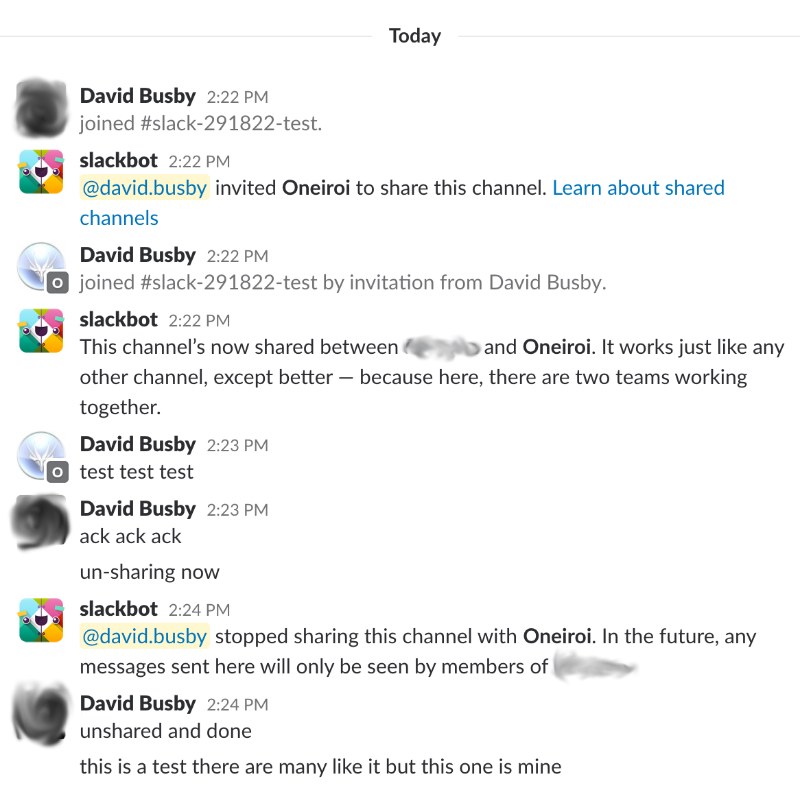 Today
David Busby 2:22 PM
joined #slack-291822-test.
slackbot 2:22 PM
@david.busby invited Oneiroi to share this channel. Learn about shared
channels
David Busby 2:22 PM
O
joined #slack-291822-test by invitation from David Busby.
slackbot 2:22 PM
This channel's now shared between and Oneiroi. It works just like any
other channel, except better — because here, there are two teams working
together.
David Busby 2:23 PM
O
test test test
David Busby 2:23 PM
ack ack ack
un-sharing now
slackbot 2:24 PM
@david.busby stopped sharing this channel with Oneiroi. In the future, any
messages sent here will only be seen by members of
David Busby 2:24 PM
unshared and done
this is a test there are many like it but this one is mine